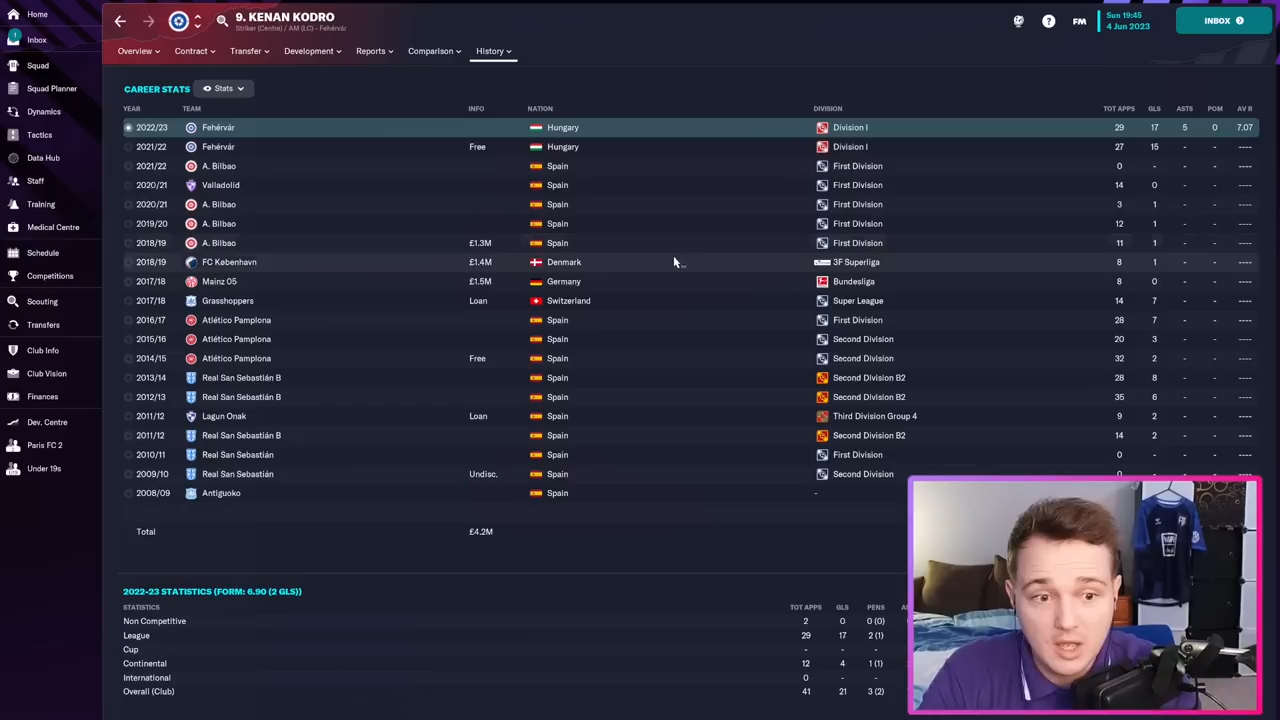 Home
Inbox
1
Squad
Squad Planner
Dynamics
Tactics
Data Hub
Staff
Training
Medical Centre
Schedule
Competitions
Scouting
Transfers
Club Info
Club Vision
Finances
Dev. Centre
Paris FC 2
Under 19s
9. KENAN KODRO
Striker (Centre) / AM (LC) - Fehérvár
FM
Sun 19:45
4 Jun 2023
INBOX
Overview Contract Transfer Development Reports Comparison History
CAREER STATS Stats
YEAR TEAM INFO NATION DIVISION TOT APPS GLS ASTS POM AV R
2022/23 Fehérvár Hungary Division I 29 17 5 0 7.07
2021/22 Fehérvár Free Hungary Division I 27 15 - - ----
2021/22 A. Bilbao Spain First Division 0 - - - ----
2020/21 Valladolid Spain First Division 14 0 - - ----
2020/21 A. Bilbao Spain First Division 3 1 - - ----
2019/20 A. Bilbao Spain First Division 12 1 - - ----
2018/19 A. Bilbao £1.3M Spain First Division 11 1 - - ----
2018/19 FC København £1.4M Denmark 3F Superliga 8 1 - - ----
2017/18 Mainz 05 £1.5M Germany Bundesliga 8 0 - - ----
2017/18 Grasshoppers Loan Switzerland Super League 14 7 - - ----
2016/17 Atlético Pamplona Spain First Division 28 7 - - ----
2015/16 Atlético Pamplona Spain Second Division 20 3 - - ----
2014/15 Atlético Pamplona Free Spain Second Division 32 2 - - ----
2013/14 Real San Sebastián B Spain Second Division B2 28 8 - - ----
2012/13 Real San Sebastián B Spain Second Division B2 35 6 - - ----
2011/12 Lagun Onak Loan Spain Third Division Group 4 9 2 - - ----
2011/12 Real San Sebastián B Spain Second Division B2 14 2 - - ----
2010/11 Real San Sebastián Spain First Division 0 - - - ----
2009/10 Real San Sebastián Undisc. Spain Second Division 0 - - - ----
2008/09 Antiguoko Spain -
Total £4.2M
2022-23 STATISTICS (FORM: 6.90 (2 GLS))
STATISTICS TOT APPS GLS PENS
Non Competitive 2 0 0 (0)
League 29 17 2 (1)
Cup - - -
Continental 12 4 1 (1)
International 0 - -
Overall (Club) 41 21 3 (2)